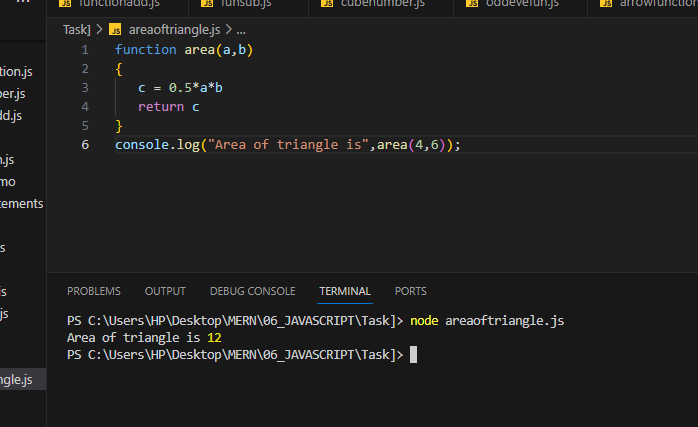 functionadd.js funsub.js cubenumber.js oddevefun.js arrowfunction
Task] > JS areaoftriangle.js > ...
1 function area(a,b)
2 {
3 c = 0.5*a*b
4 return c
5 }
6 console.log("Area of triangle is",area(4,6));
tion.js
er.js
dd.js
n.js
mo
tements
s
js
js
ngle.js
PROBLEMS OUTPUT DEBUG CONSOLE TERMINAL PORTS
PS C:\Users\HP\Desktop\MERN\06_JAVASCRIPT\Task]> node areaoftriangle.js
Area of triangle is 12
PS C:\Users\HP\Desktop\MERN\06_JAVASCRIPT\Task]>